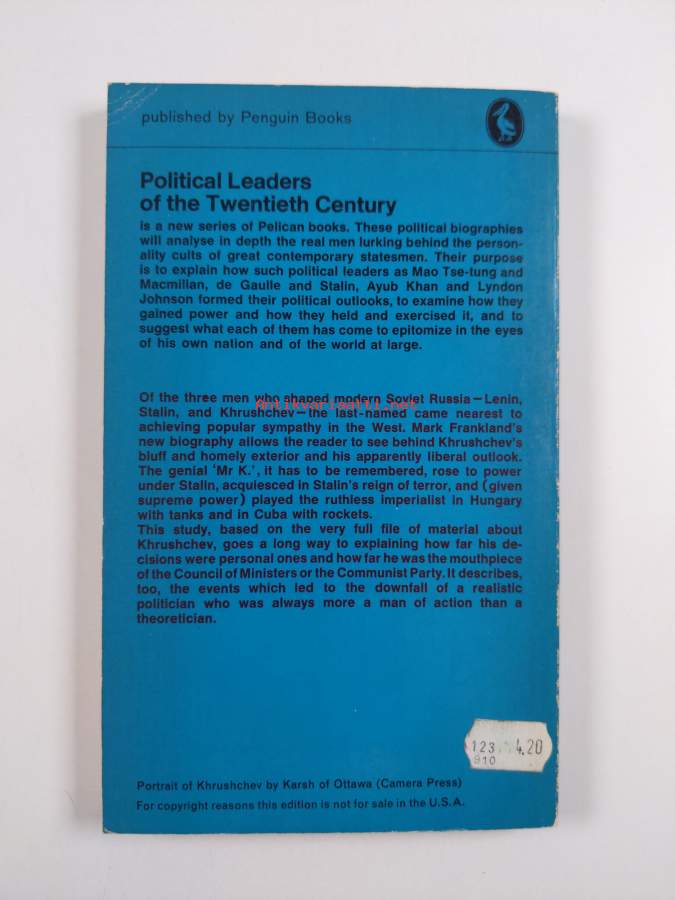 published by Penguin Books
Political Leaders
of the Twentieth Century
is a new series of Pelican books. These political biographies
will analyse in depth the real men lurking behind the person-
ality cults of great contemporary statesmen. Their purpose
is to explain how such political leaders as Mao Tse-tung and
Macmillan, de Gaulle and Stalin, Ayub Khan and Lyndon
Johnson formed their political outlooks, to examine how they
gained power and how they held and exercised it, and to
suggest what each of them has come to epitomize in the eyes
of his own nation and of the world at large.
Of the three men who shaped modern Soviet Russia—Lenin,
Antikvariaatti.net
Stalin, and Khrushchev—the last-named came nearest to
achieving popular sympathy in the West. Mark Frankland's
new biography allows the reader to see behind Khrushchev's
bluff and homely exterior and his apparently liberal outlook.
The genial 'Mr K.', it has to be remembered, rose to power
under Stalin, acquiesced in Stalin's reign of terror, and (given
supreme power) played the ruthless imperialist in Hungary
with tanks and in Cuba with rockets.
This study, based on the very full file of material about
Khrushchev, goes a long way to explaining how far his de-
cisions were personal ones and how far he was the mouthpiece
of the Council of Ministers or the Communist Party. It describes,
too, the events which led to the downfall of a realistic
politician who was always more a man of action than a
theoretician.
123 4.20
910
Portrait of Khrushchev by Karsh of Ottawa (Camera Press)
For copyright reasons this edition is not for sale in the U.S.A.